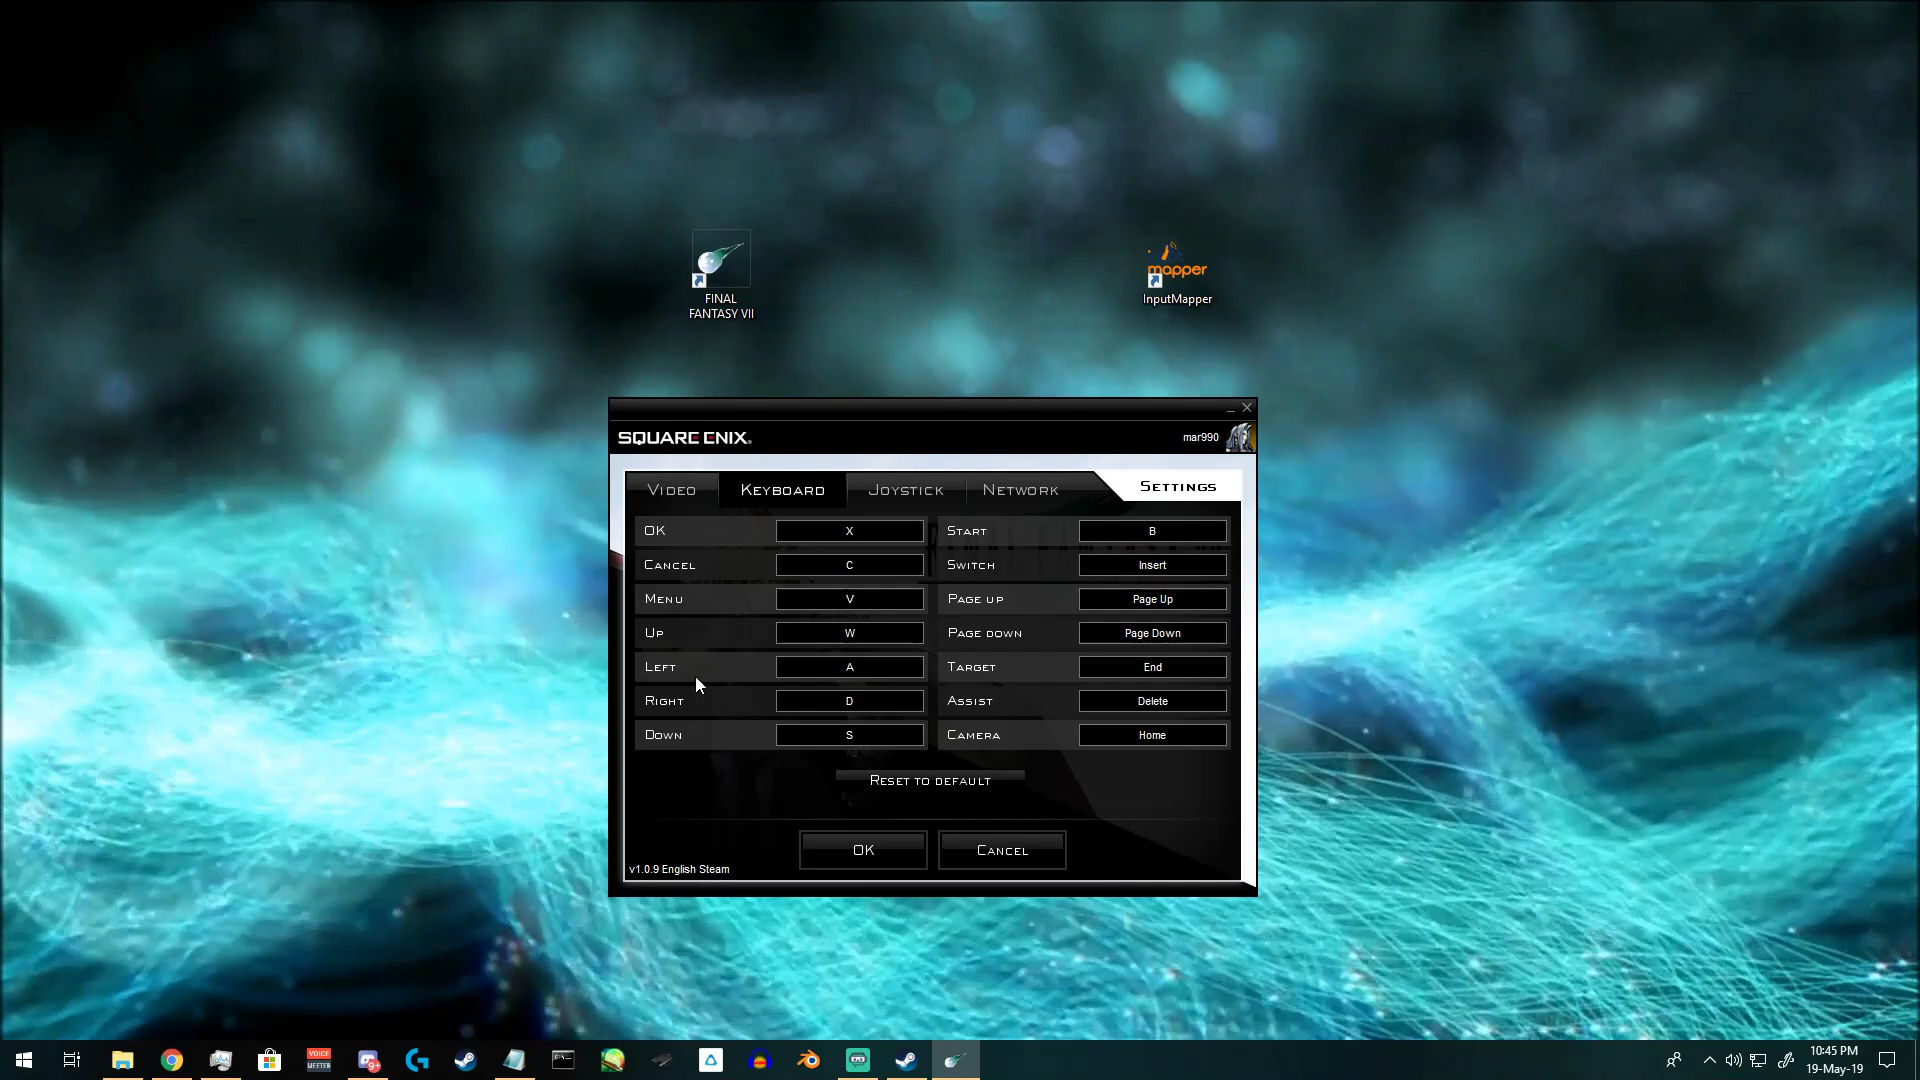 FINAL
FANTASY VII
mapper
InputMapper
SQUARE ENIX.
mar990
VIDEO
KEYBOARD
JOYSTICK
NETWORK
SETTINGS
OK
X
START
B
CANCEL
C
SWITCH
Insert
MENU
V
PAGE UP
Page Up
UP
W
PAGE DOWN
Page Down
LEFT
A
TARGET
End
RIGHT
D
ASSIST
Delete
DOWN
S
CAMERA
Home
RESET TO DEFAULT
OK
CANCEL
v1.0.9 English Steam
VOICE
MEETER
9+
10:45 PM
19-May-19